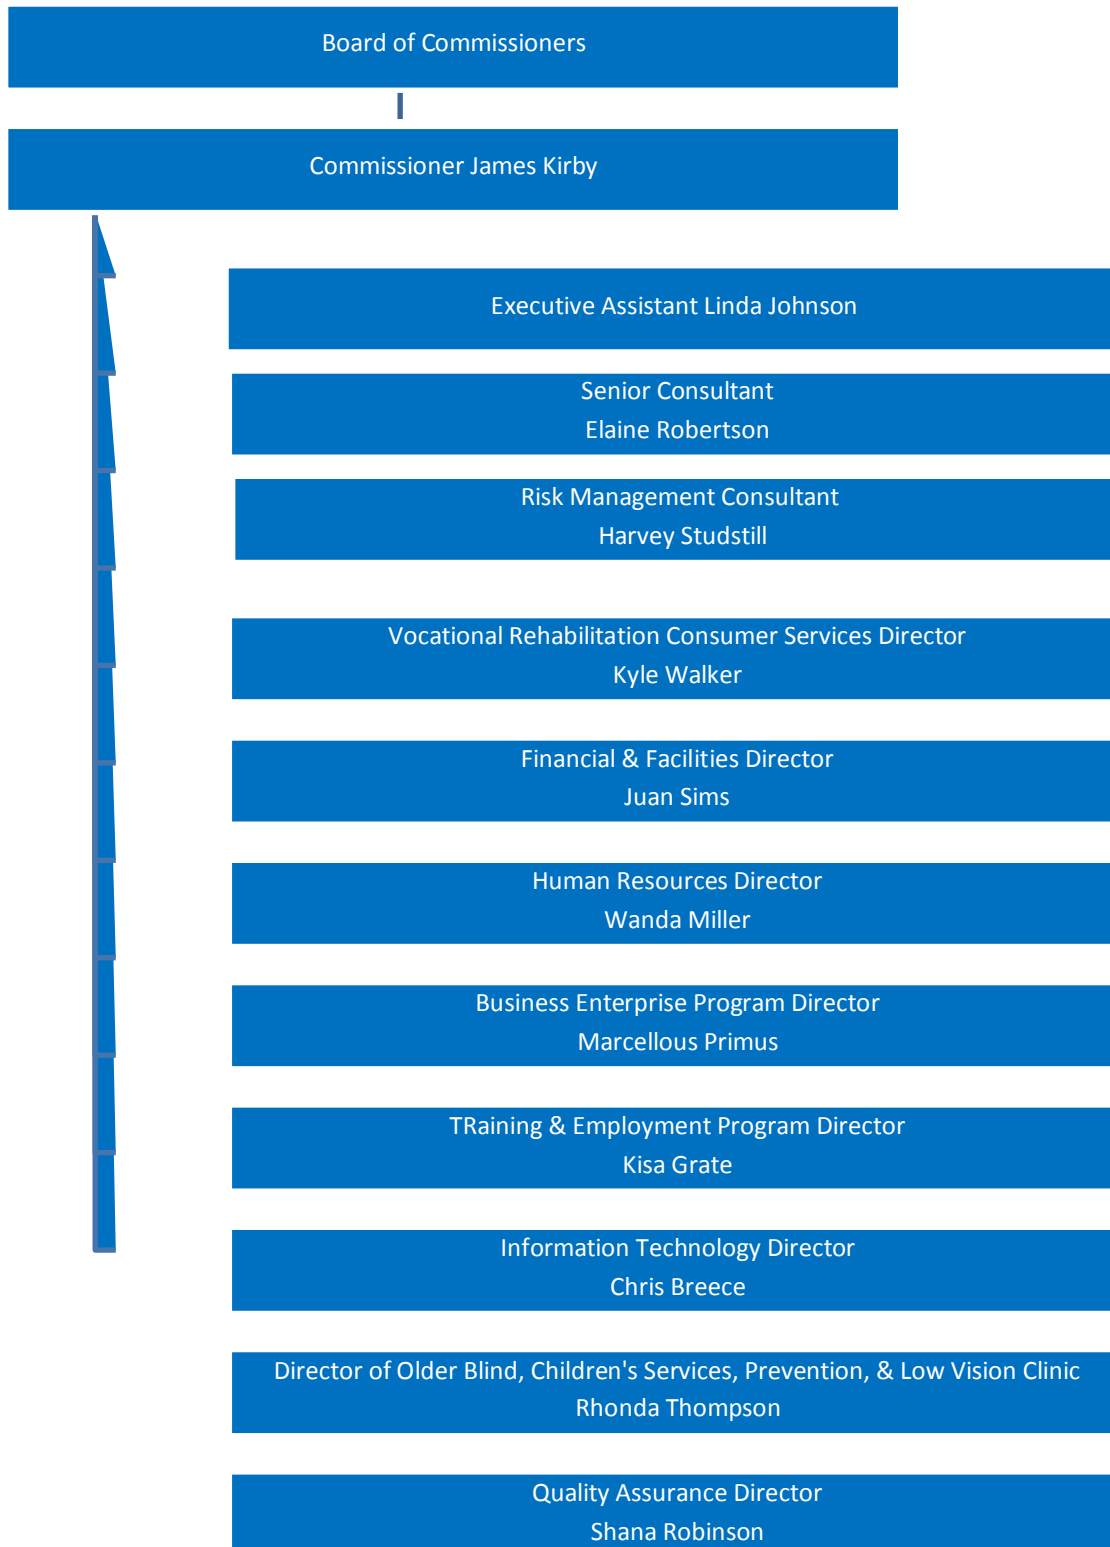 Board of Commissioners
Commissioner James Kirby
Executive Assistant Linda Johnson
Senior Consultant
Elaine Robertson
Risk Management Consultant
Harvey Studstill
Vocational Rehabilitation Consumer Services Director
Kyle Walker
Financial & Facilities Director
Juan Sims
Human Resources Director
Wanda Miller
Business Enterprise Program Director
Marcellous Primus
TRaining & Employment Program Director
Kisa Grate
Information Technology Director
Chris Breece
Director of Older Blind, Children's Services, Prevention, & Low Vision Clinic
Rhonda Thompson
Quality Assurance Director
Shana Robinson